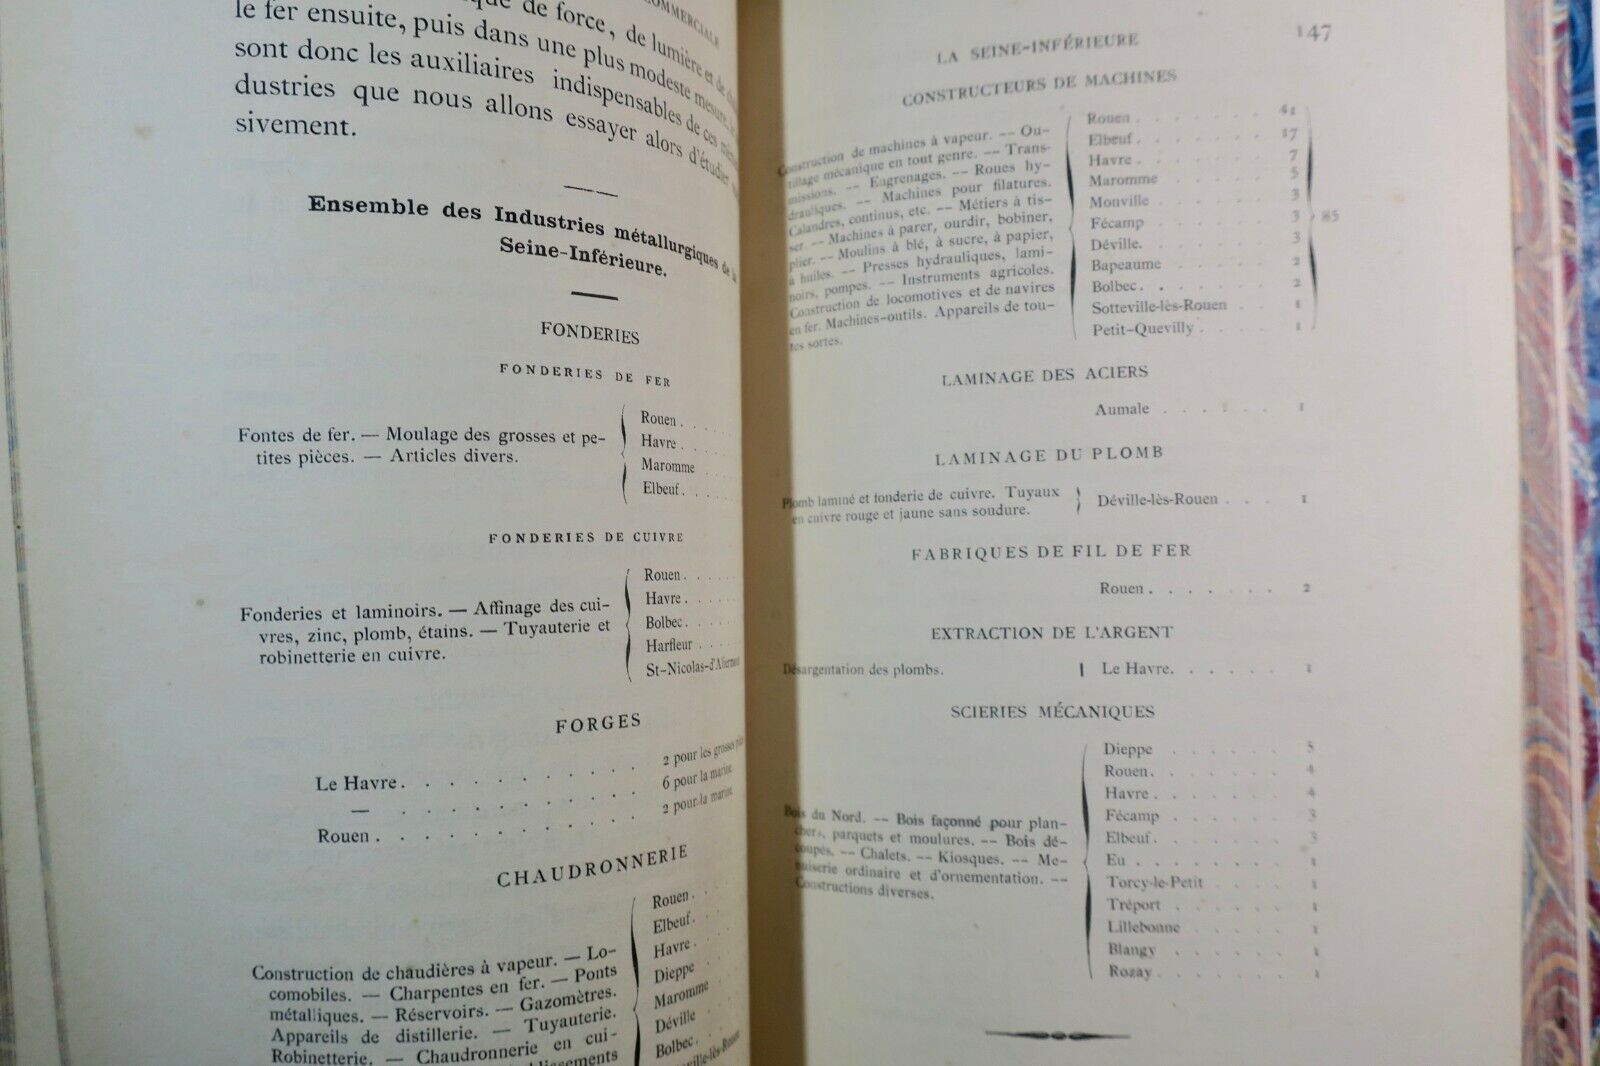 COMMERCIALE
de force, de lumière et de
le fer ensuite, puis dans une plus modeste mesure,
sont donc les auxiliaires indispensables de ces
dustries que nous allons essayer alors d'étudier
sivement.
Ensemble des Industries métallurgiques de la
Seine-Inférieure.
FONDERIES
FONDERIES DE FER
Fontes de fer. — Moulage des grosses et pe-
tites pièces. — Articles divers.
Rouen . . . .
Havre . . . .
Maromme . . .
Elbeuf . . . .
FONDERIES DE CUIVRE
Fonderies et laminoirs. — Affinage des cui-
vres, zinc, plomb, étains. — Tuyauterie et
robinetterie en cuivre.
Rouen . . . .
Havre . . . .
Bolbec . . . .
Harfleur . . .
St-Nicolas-d'Aliermont
FORGES
Le Havre . . . . . . . . . 2 pour les grosses
— . . . . . . . . . 6 pour la marine
Rouen . . . . . . . . . 2 pour la marine
CHAUDRONNERIE
Construction de chaudières à vapeur. — Lo-
comobiles. — Charpentes en fer. — Ponts
métalliques. — Réservoirs. — Gazomètres.
Appareils de distillerie. — Tuyauterie.
Robinetterie. — Chaudronnerie en cui-
Rouen . . .
Elbeuf . . .
Havre . . .
Dieppe . .
Maromme . .
Déville . .
Bolbec . .
LA SEINE-INFÉRIEURE 147
CONSTRUCTEURS DE MACHINES
Construction de machines à vapeur. — Ou-
tillage mécanique en tout genre. — Trans-
missions. — Engrenages. — Roues hy-
drauliques. — Machines pour filatures.
Calandres, continus, etc. — Métiers à tis-
ser. — Machines à parer, ourdir, bobiner,
plier. — Moulins à blé, à sucre, à papier,
à huiles. — Presses hydrauliques, lami-
noirs, pompes. — Instruments agricoles.
Construction de locomotives et de navires
en fer. Machines-outils. Appareils de tou-
tes sortes.
Rouen . . . . . . . 41
Elbeuf . . . . . . . 17
Havre . . . . . . . 7
Maromme . . . . . . 5
Monville . . . . . . 3
Fécamp . . . . . . 3
Déville. . . . . . . 3
Bapeaume . . . . . 2
Bolbec . . . . . . . 2
Sotteville-lès-Rouen . . . 1
Petit-Quevilly . . . . . 1
85
LAMINAGE DES ACIERS
Aumale . . . . . . 1
LAMINAGE DU PLOMB
Plomb laminé et fonderie de cuivre. Tuyaux
en cuivre rouge et jaune sans soudure.
Déville-lès-Rouen . . . 1
FABRIQUES DE FIL DE FER
Rouen . . . . . . . 2
EXTRACTION DE L'ARGENT
Désargentation des plombs.
Le Havre. . . . . . 1
SCIERIES MÉCANIQUES
Bois du Nord. — Bois façonné pour plan-
chers, parquets et moulures. — Bois dé-
coupés. — Chalets. — Kiosques. — Me-
nuiserie ordinaire et d'ornementation. —
Constructions diverses.
Dieppe . . . . . . 5
Rouen. . . . . . . 4
Havre . . . . . . . 4
Fécamp . . . . . . 3
Elbeuf . . . . . . . 3
Eu . . . . . . . . 1
Torcy-le-Petit . . . . 1
Tréport . . . . . . 1
Lillebonne . . . . . 1
Blangy . . . . . . 1
Rozay . . . . . . . 1